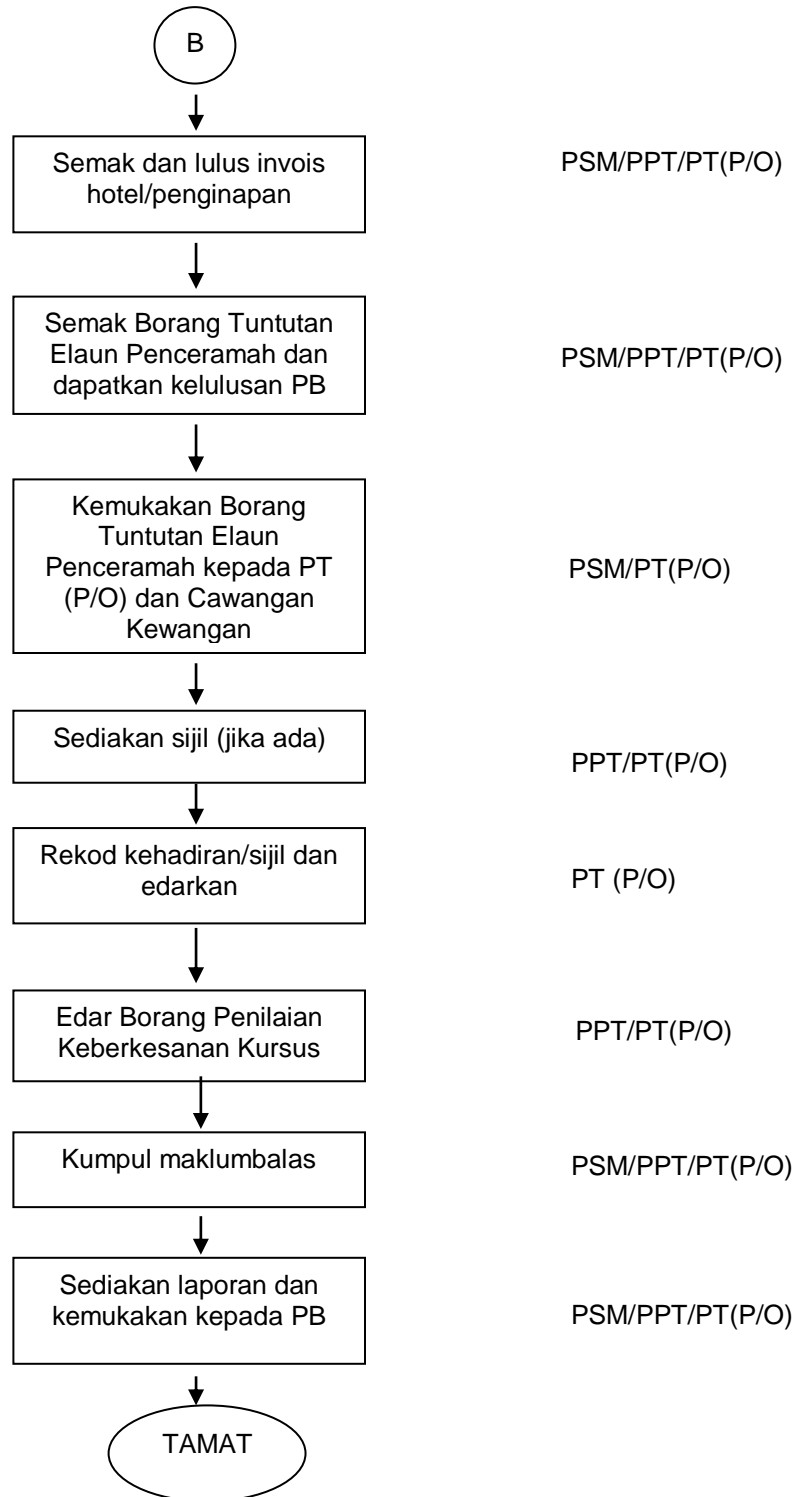 B
Semak dan lulus invois
hotel/penginapan
PSM/PPT/PT(P/O)
Semak Borang Tuntutan
Elaun Penceramah dan
dapatkan kelulusan PB
PSM/PPT/PT(P/O)
Kemukakan Borang
Tuntutan Elaun
Penceramah kepada PT
(P/O) dan Cawangan
Kewangan
PSM/PT(P/O)
Sediakan sijil (jika ada)
PPT/PT(P/O)
Rekod kehadiran/sijil dan
edarkan
PT (P/O)
Edar Borang Penilaian
Keberkesanan Kursus
PPT/PT(P/O)
Kumpul maklumbalas
PSM/PPT/PT(P/O)
Sediakan laporan dan
kemukakan kepada PB
PSM/PPT/PT(P/O)
TAMAT